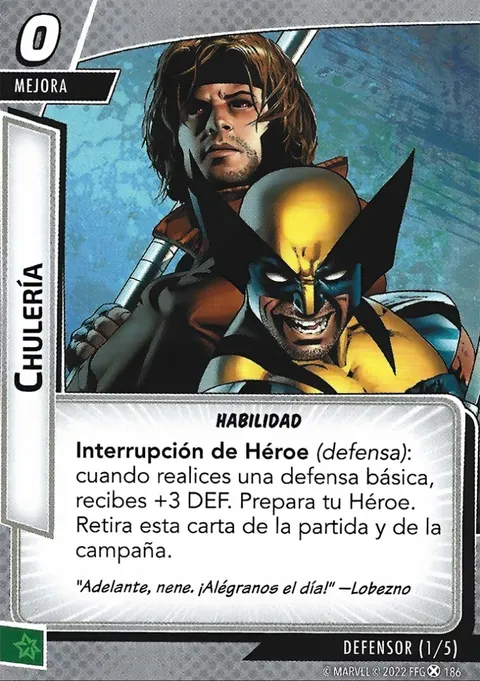 0
MEJORA
CHULERÍA
HABILIDAD
Interrupción de Héroe (defensa):
cuando realices una defensa básica,
recibes +3 DEF. Prepara tu Héroe.
Retira esta carta de la partida y de la
campaña.
"Adelante, nene. ¡Alégranos el día!" —Lobezno
DEFENSOR (1/5)
© MARVEL © 2022 FFG 186